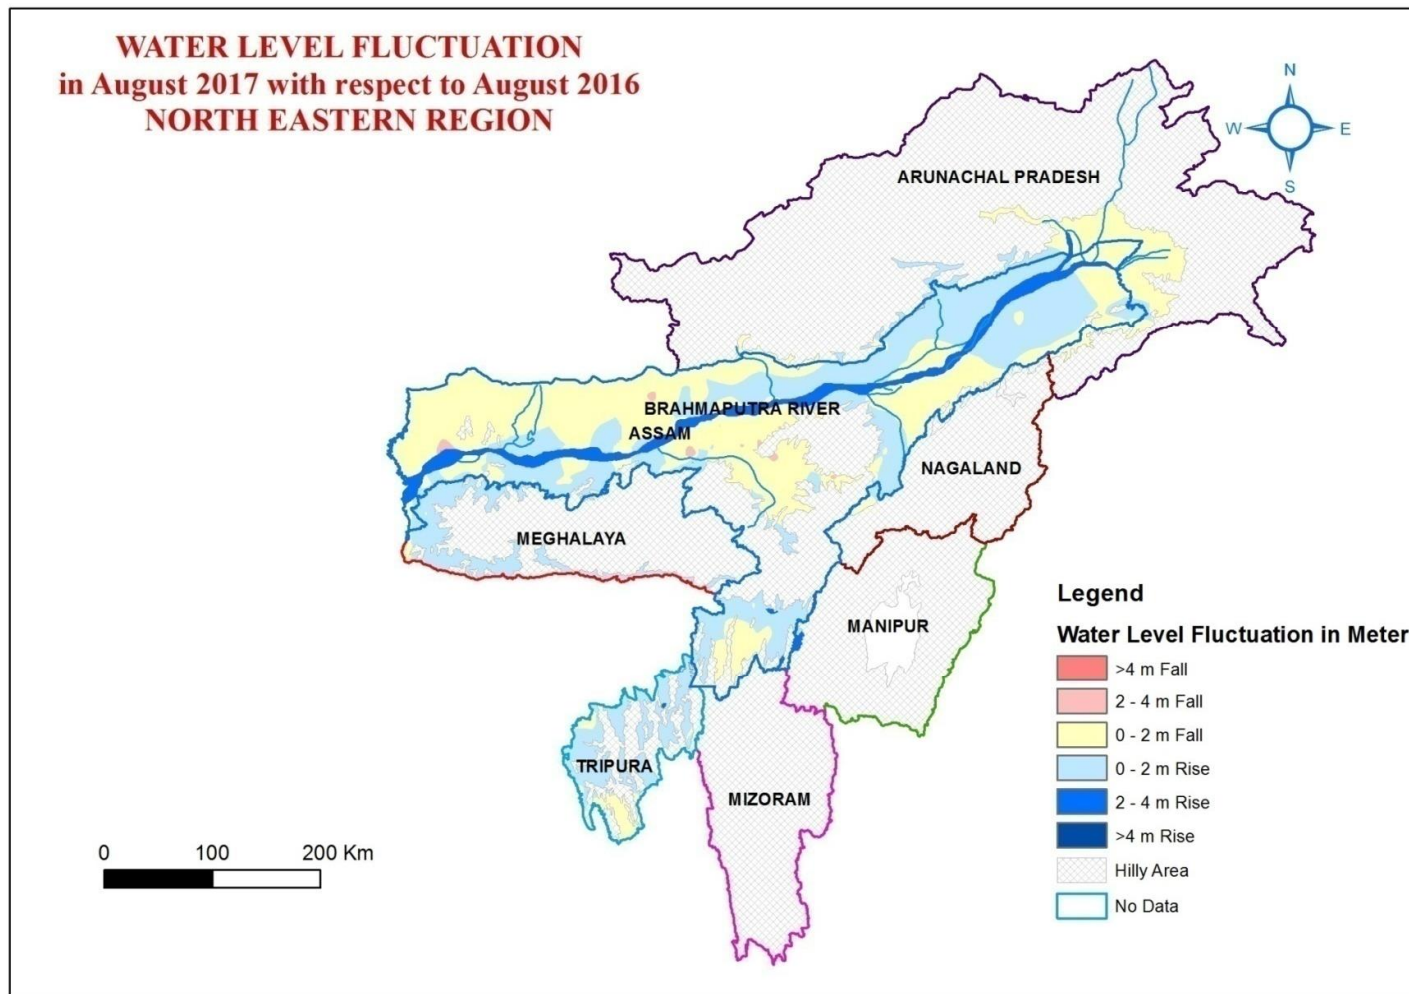 WATER LEVEL FLUCTUATION
in August 2017 with respect to August 2016
NORTH EASTERN REGION
N
W
E
S
ARUNACHAL PRADESH
BRAHMAPUTRA RIVER
ASSAM
NAGALAND
MEGHALAYA
MANIPUR
TRIPURA
MIZORAM
Legend
Water Level Fluctuation in Meter
>4 m Fall
2 - 4 m Fall
0 - 2 m Fall
0 - 2 m Rise
2 - 4 m Rise
>4 m Rise
Hilly Area
No Data
0 100 200 Km